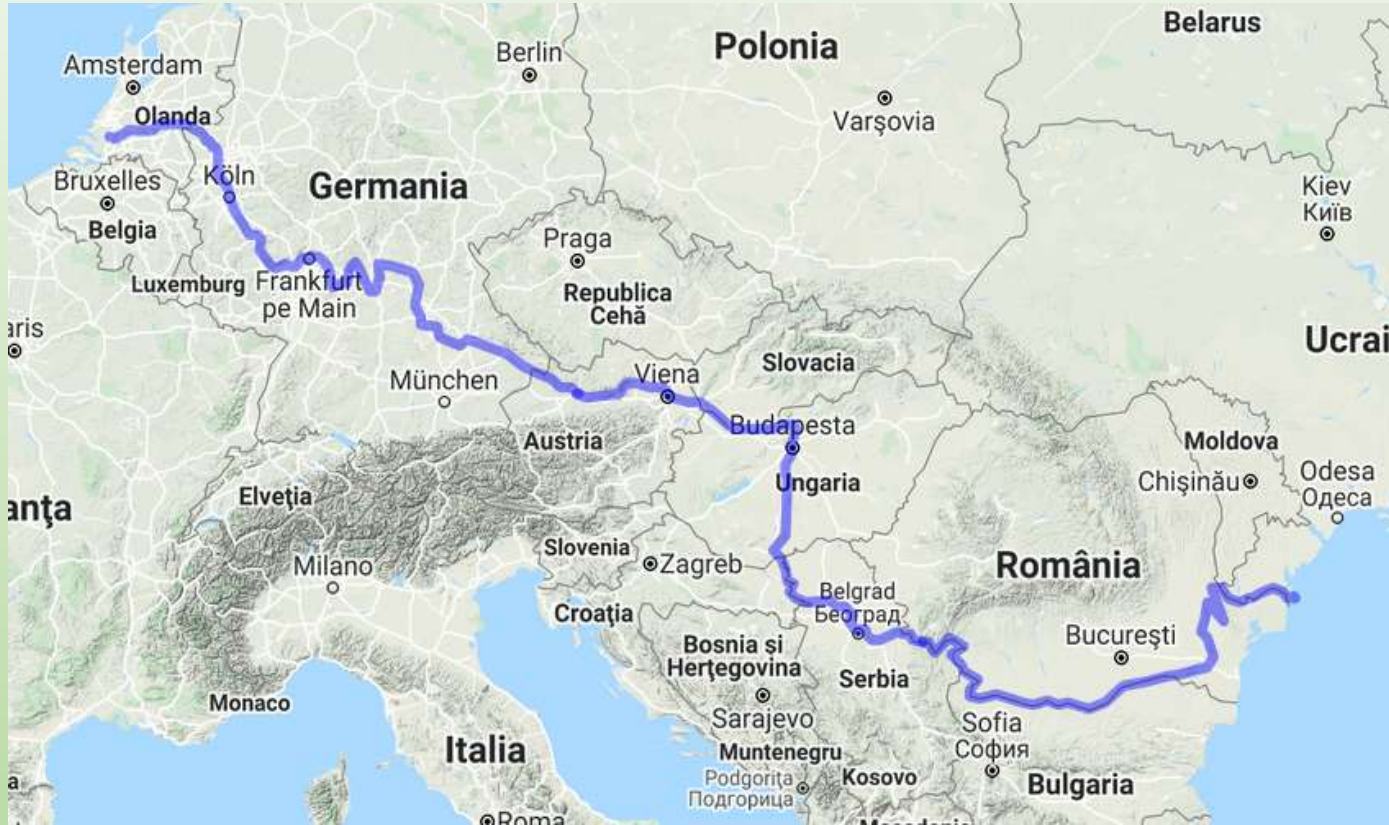 Belarus
Polonia
Berlin
Amsterdam
Olanda
Varşovia
Bruxelles
Köln
Germania
Kiev
Київ
Belgia
Praga
Luxemburg
Frankfurt
pe Main
Republica
Cehă
aris
Ucrai
Slovacia
München
Viena
Budapesta
Austria
Moldova
Ungaria
Chişinău
Odesa
Одеса
Elveţia
anţa
Slovenia
Milano
Zagreb
România
Croaţia
Belgrad
Београд
Bucureşti
Bosnia şi
Herţegovina
Serbia
Monaco
Sarajevo
Sofia
София
Italia
Muntenegru
Podgoriţa
Подгорица
Kosovo
Bulgaria
a
Roma
Macedonia